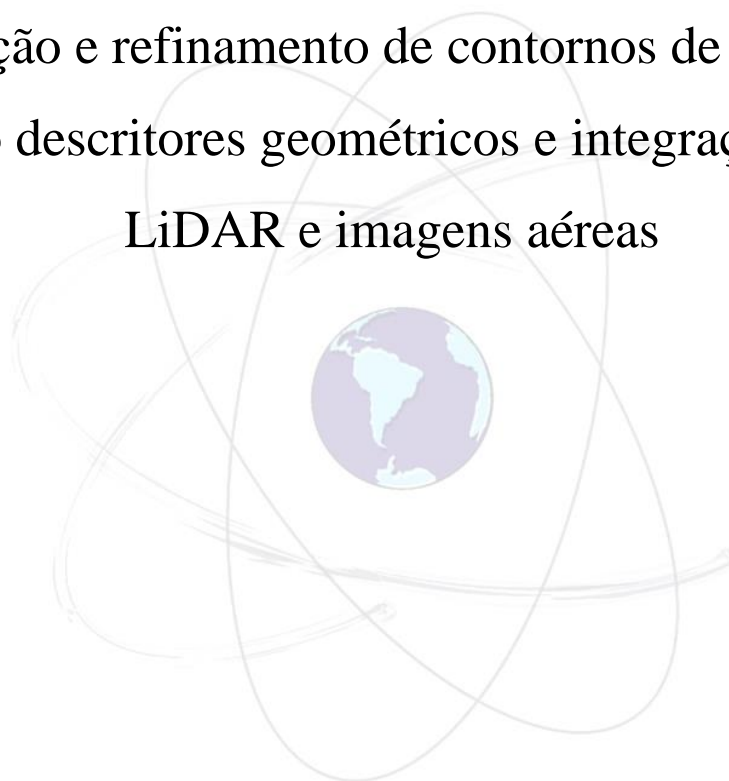 ção e refinamento de contornos de
descritores geométricos e integraç
LiDAR e imagens aéreas